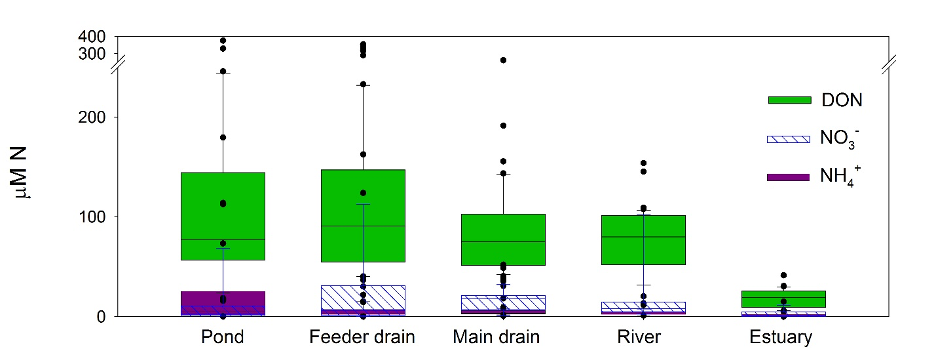 400
300
200
100
0
μM N
DON
NO₃⁻
NH₄⁺
Pond Feeder drain Main drain River Estuary